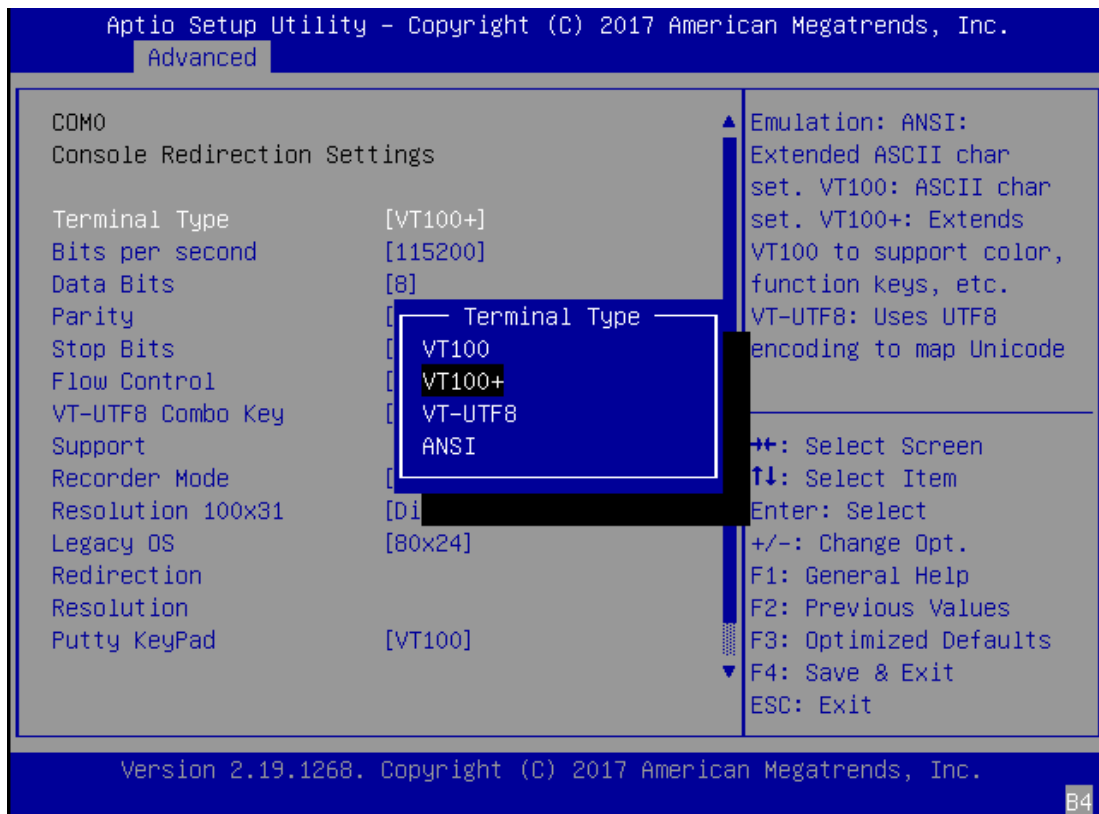 Aptio Setup Utility – Copyright (C) 2017 American Megatrends, Inc.
Advanced
COM0
Console Redirection Settings
Terminal Type [VT100+]
Bits per second [115200]
Data Bits [8]
Parity [
Stop Bits [
Flow Control [
VT-UTF8 Combo Key [
Support
Recorder Mode [
Resolution 100x31 [Di
Legacy OS [80x24]
Redirection
Resolution
Putty KeyPad [VT100]
Terminal Type
VT100
VT100+
VT-UTF8
ANSI
Emulation: ANSI:
Extended ASCII char
set. VT100: ASCII char
set. VT100+: Extends
VT100 to support color,
function keys, etc.
VT-UTF8: Uses UTF8
encoding to map Unicode
→←: Select Screen
↑↓: Select Item
Enter: Select
+/-: Change Opt.
F1: General Help
F2: Previous Values
F3: Optimized Defaults
F4: Save & Exit
ESC: Exit
Version 2.19.1268. Copyright (C) 2017 American Megatrends, Inc.
B4